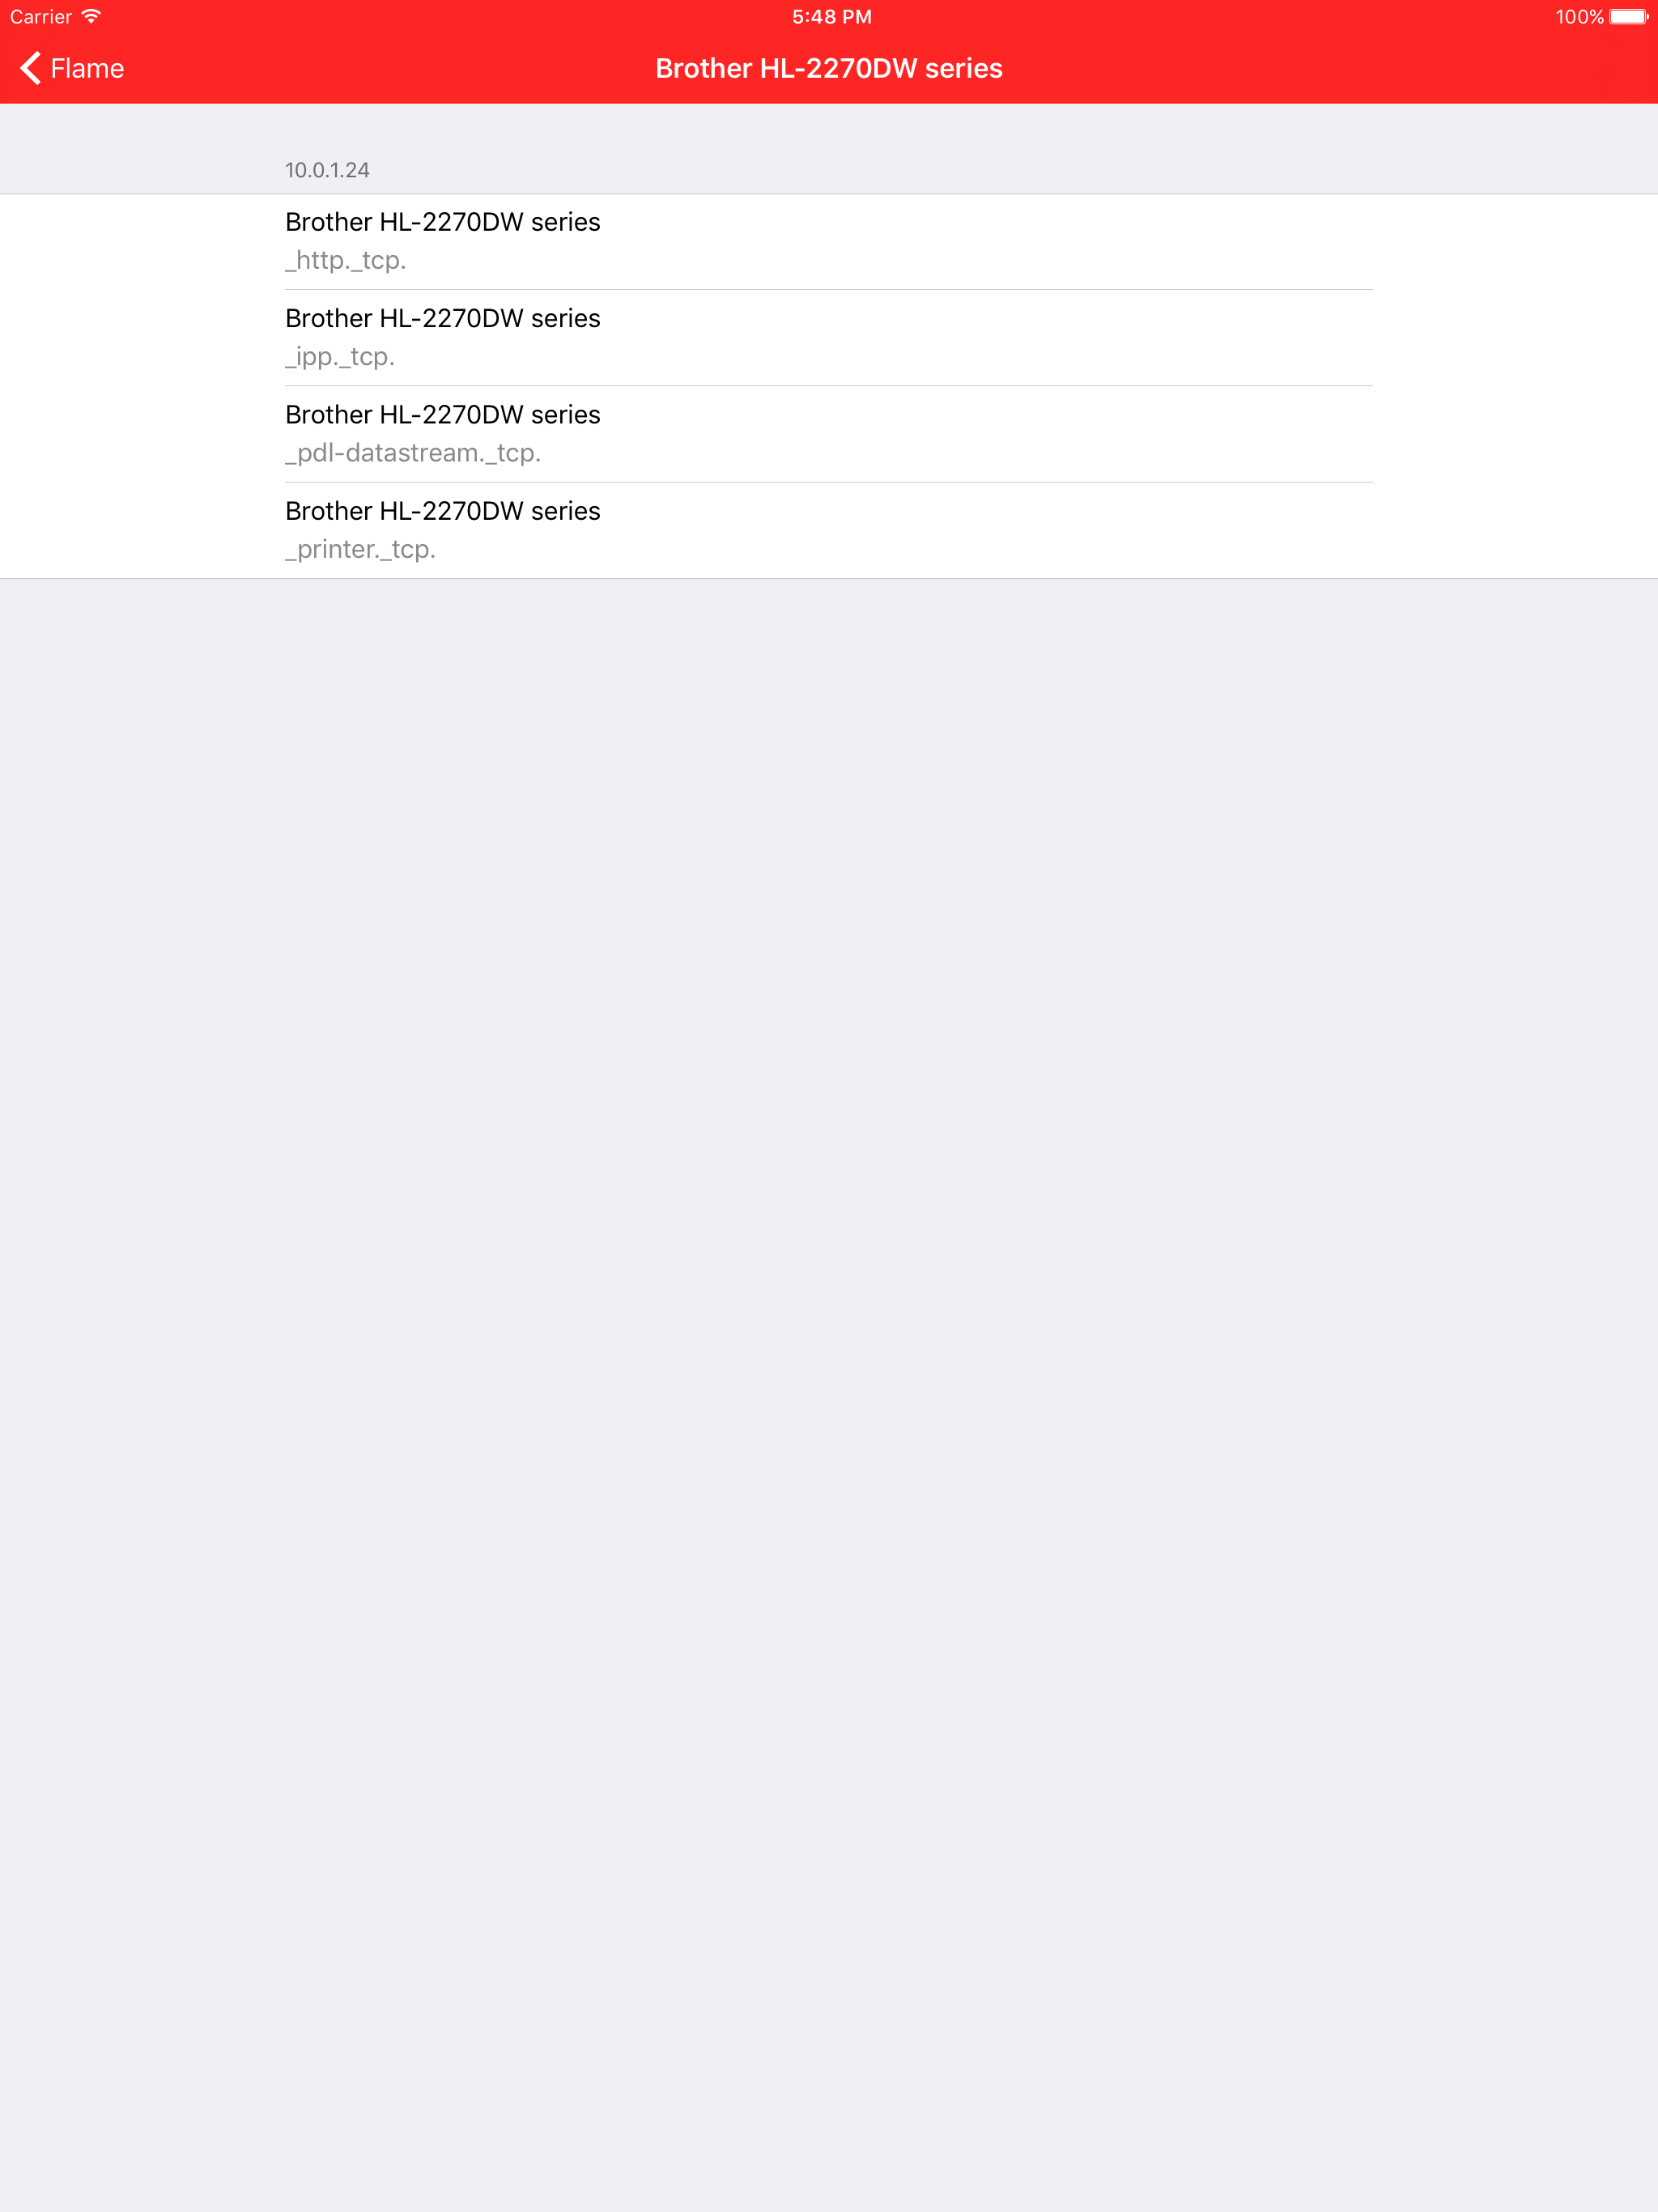 Carrier 5:48 PM 100%
Flame Brother HL-2270DW series
10.0.1.24
Brother HL-2270DW series
_http._tcp.
Brother HL-2270DW series
_ipp._tcp.
Brother HL-2270DW series
_pdl-datastream._tcp.
Brother HL-2270DW series
_printer._tcp.